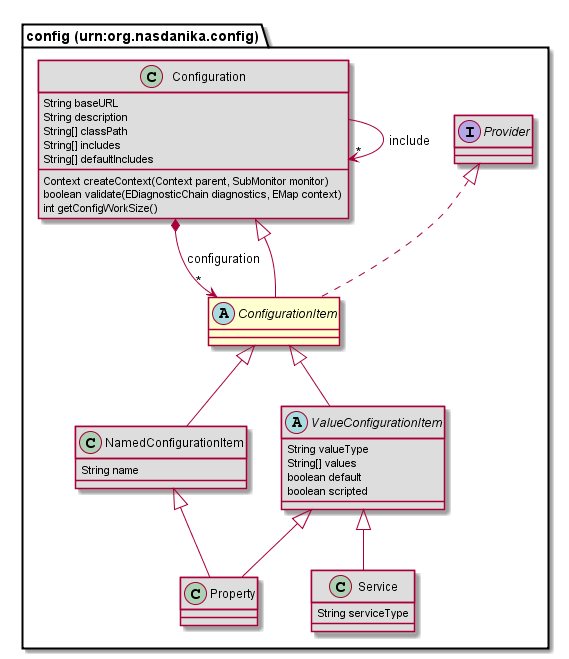 config (urn:org.nasdanika.config)
C Configuration
String baseURL
String description
String[] classPath
String[] includes
String[] defaultIncludes
Context createContext(Context parent, SubMonitor monitor)
boolean validate(EDiagnosticChain diagnostics, EMap context)
int getConfigWorkSize()
include
*
I Provider
configuration
*
A ConfigurationItem
C NamedConfigurationItem
String name
A ValueConfigurationItem
String valueType
String[] values
boolean default
boolean scripted
C Property
C Service
String serviceType